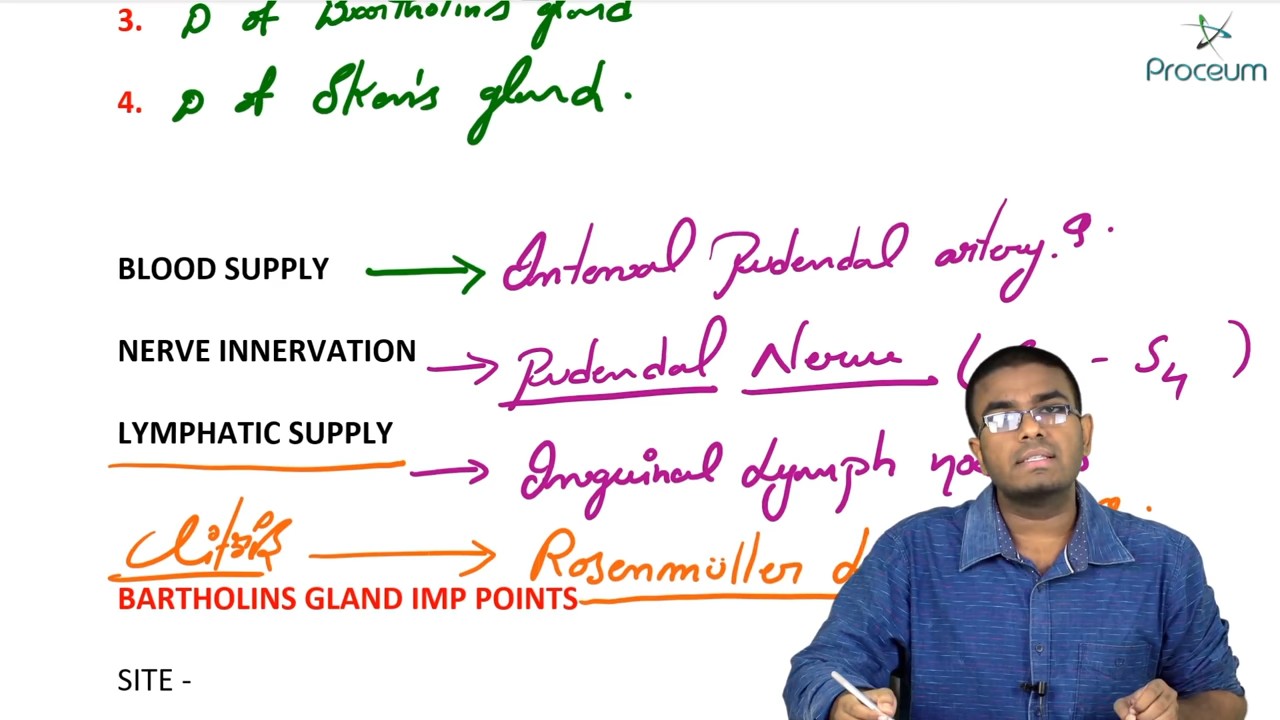 3. D of Bartholins gland
4. D of Sken's gland.
Proceum
BLOOD SUPPLY → Internal Pudendal artery.
NERVE INNERVATION → Pudendal Nerve ( - S4 )
LYMPHATIC SUPPLY → Inguinal Lymph
Clitoris → Rosenmüller
BARTHOLINS GLAND IMP POINTS
SITE -